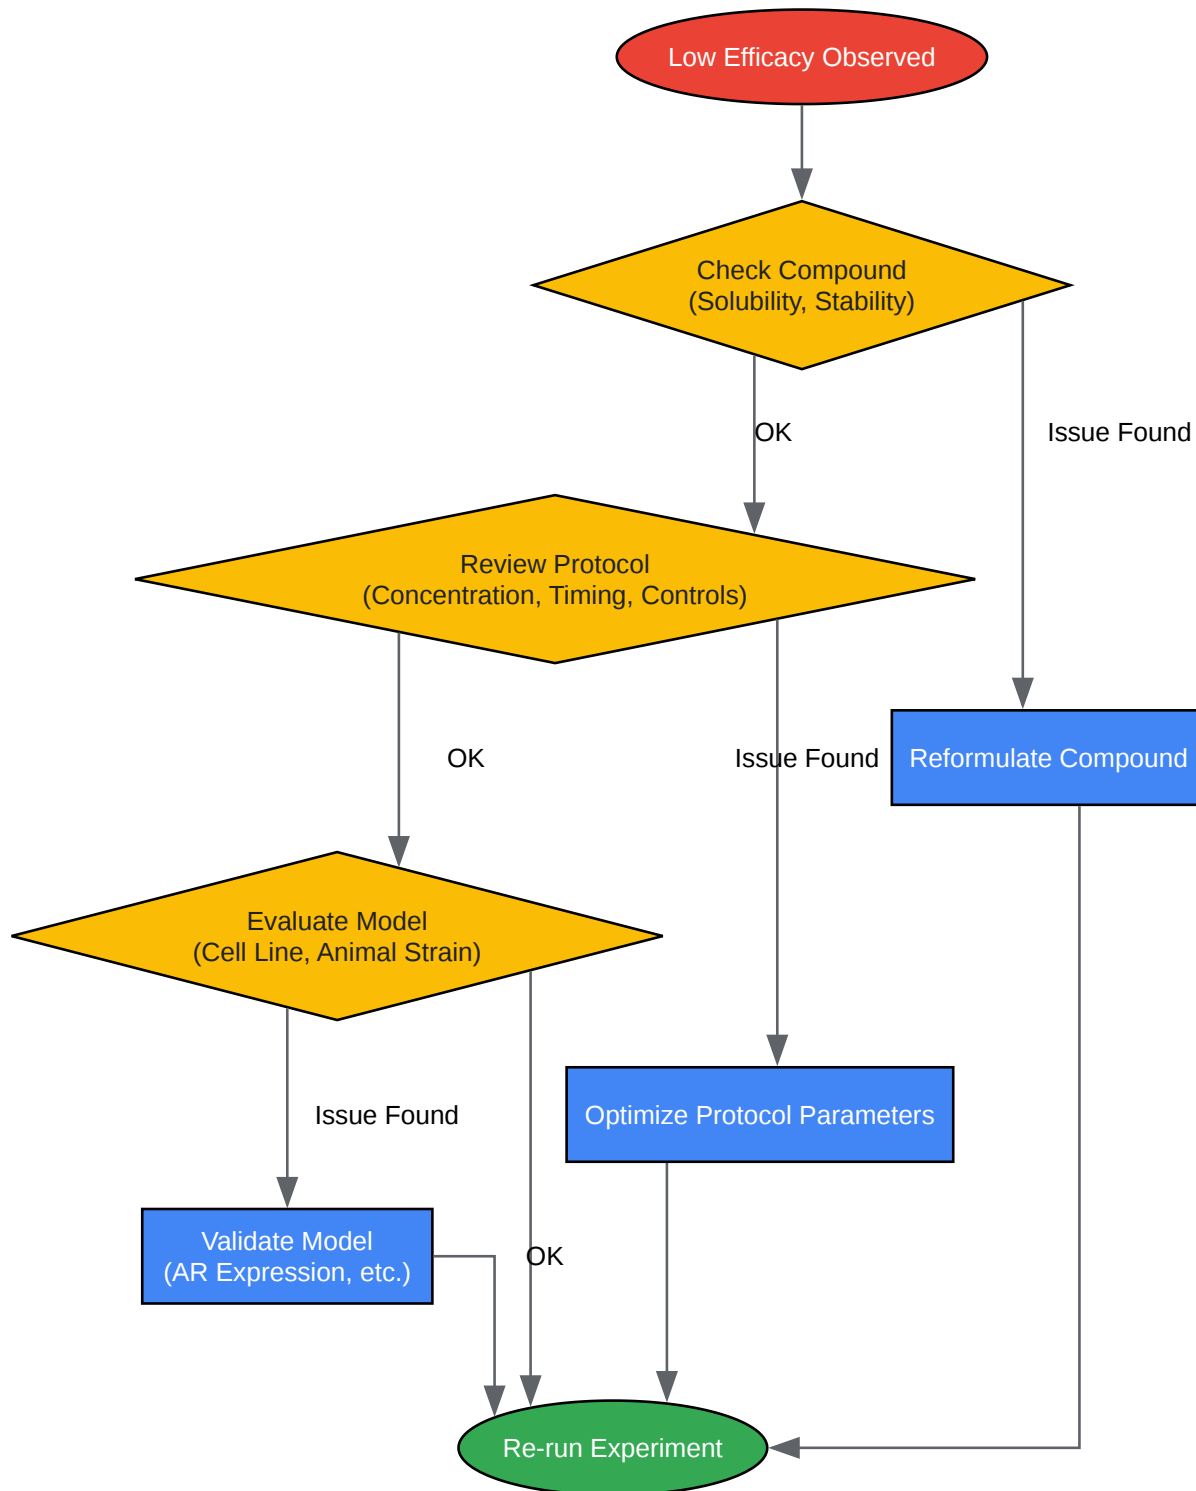 Low Efficacy Observed
Check Compound
(Solubility, Stability)
OK
Issue Found
Review Protocol
(Concentration, Timing, Controls)
OK
Issue Found
Reformulate Compound
Evaluate Model
(Cell Line, Animal Strain)
Issue Found
Optimize Protocol Parameters
Validate Model
(AR Expression, etc.)
OK
Re-run Experiment